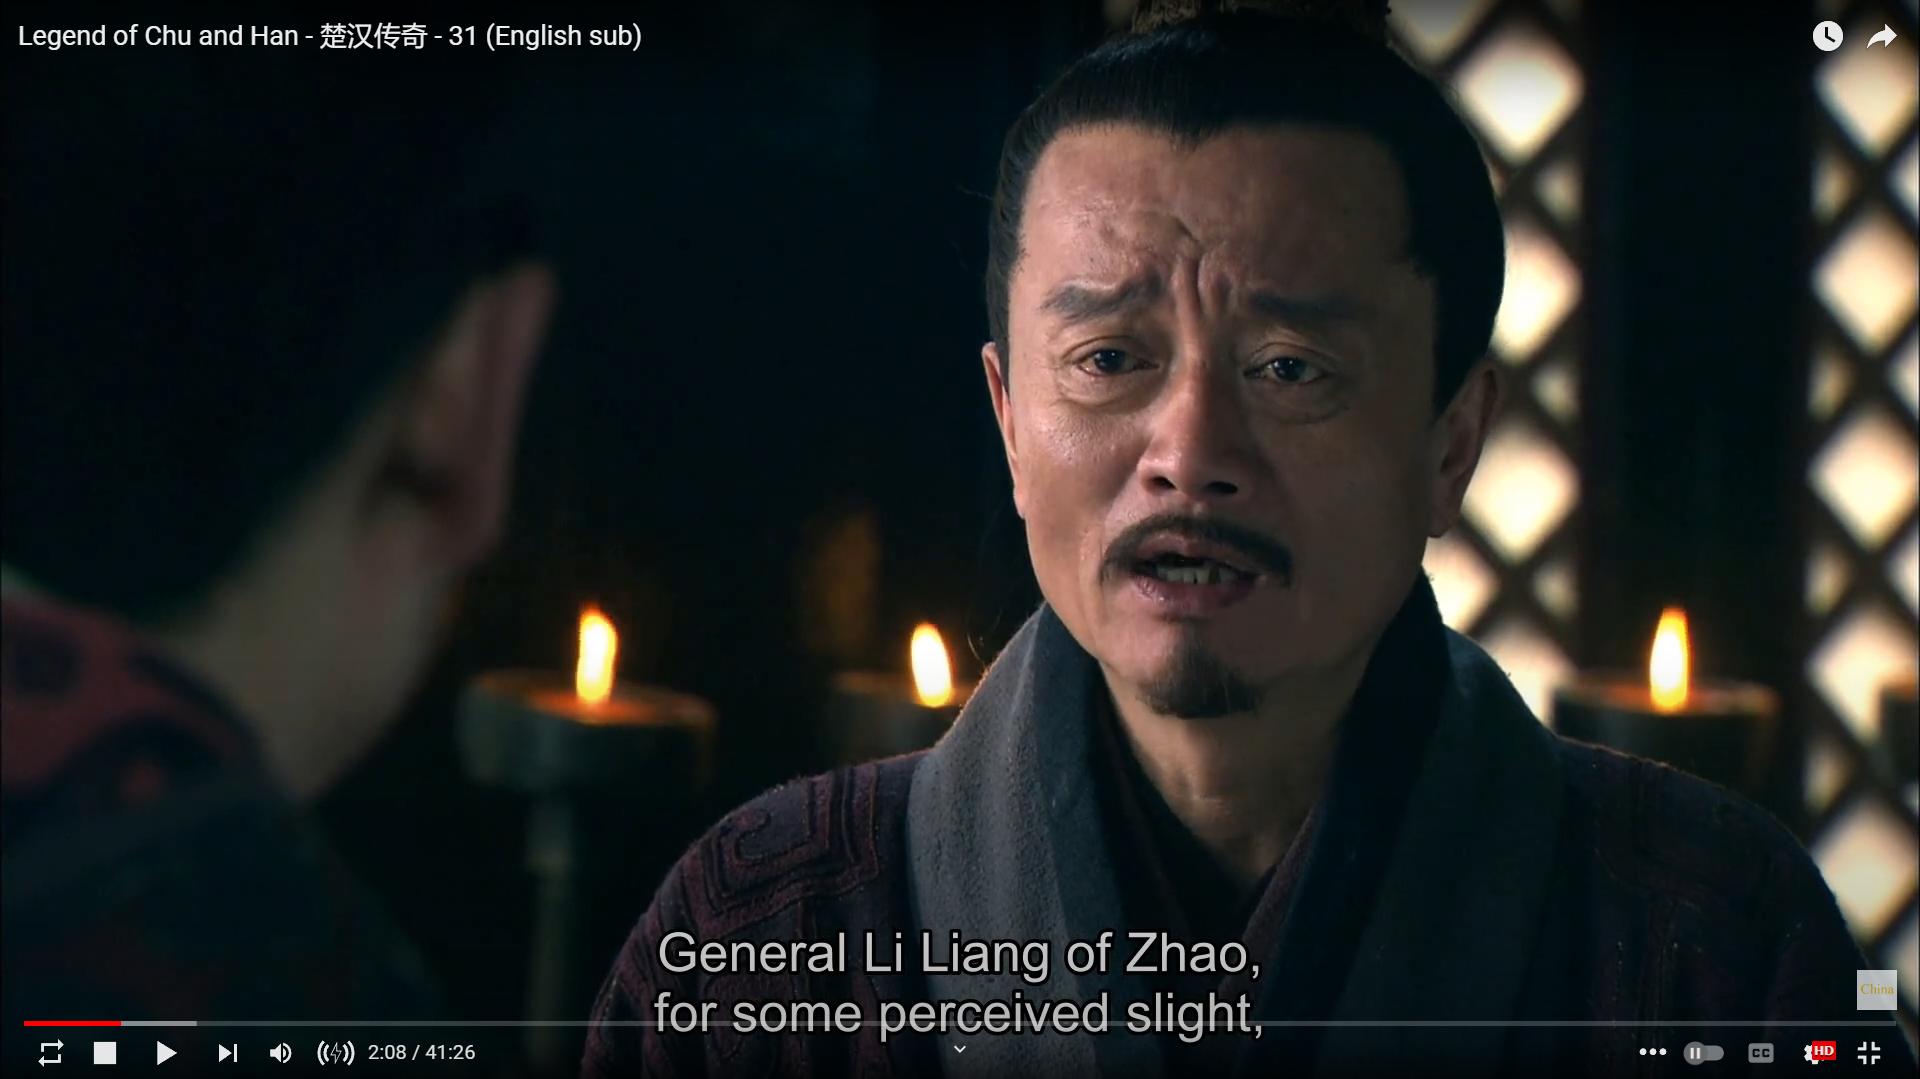 Legend of Chu and Han - 楚汉传奇 - 31 (English sub)
General Li Liang of Zhao,
for some perceived slight,
China
2:08 / 41:26
CC
HD